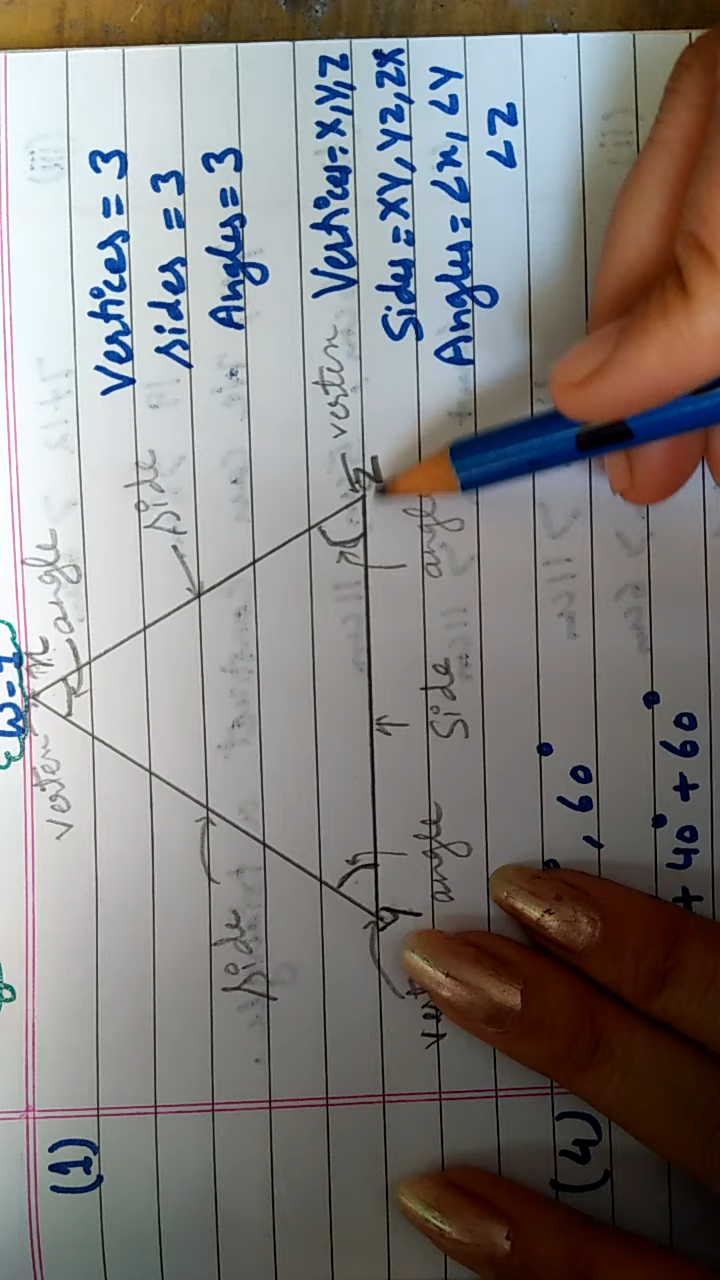 W-1
(1)
vertex x
angle
side
side
Vertices = 3
sides = 3
Angles = 3
vertex
Z
Y
angle
side
Vertices = X, Y, Z
Sides = XY, YZ, ZX
Angles = ∠x, ∠Y
∠Z
(4)
, 60°
+ 40° + 60°